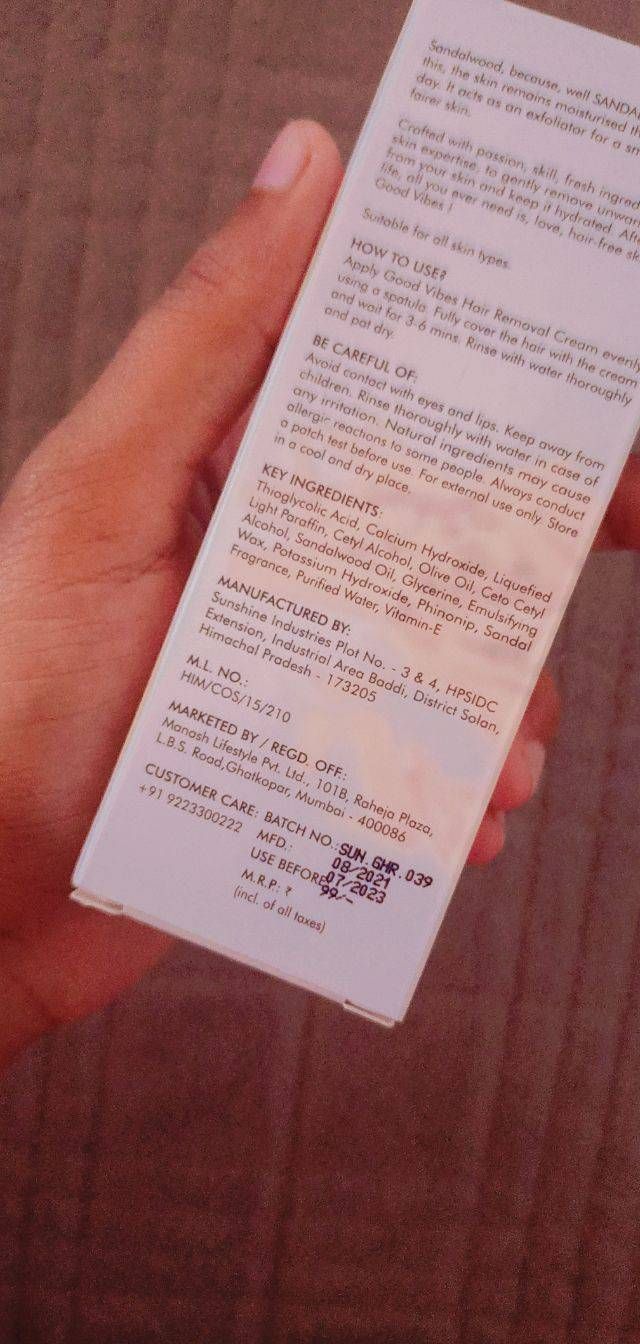 Sandalwood, because, well SANDA
this, the skin remains moisturised th
day. It acts as an exfoliator for a sm
fairer skin.
Crafted with passion, skill, fresh ingred
skin expertise, to gently remove unwan
from your skin and keep it hydrated. Aft
life, all you ever need is, love, hair-free sk
Good Vibes !
Suitable for all skin types.
HOW TO USE?
Apply Good Vibes Hair Removal Cream evenly
using a spatula. Fully cover the hair with the cream
and wait for 3-6 mins. Rinse with water thoroughly
and pat dry.
BE CAREFUL OF:
Avoid contact with eyes and lips. Keep away from
children. Rinse thoroughly with water in case of
any irritation. Natural ingredients may cause
allergic reactions to some people. Always conduct
a patch test before use. For external use only. Store
in a cool and dry place.
KEY INGREDIENTS:
Thioglycolic Acid, Calcium Hydroxide, Liquefied
Light Paraffin, Cetyl Alcohol, Olive Oil, Ceto Cetyl
Alcohol, Sandalwood Oil, Glycerine, Emulsifying
Wax, Potassium Hydroxide, Phinonip, Sandal
Fragrance, Purified Water, Vitamin-E
MANUFACTURED BY:
Sunshine Industries Plot No. - 3 & 4, HPSIDC
Extension, Industrial Area Baddi, District Solan,
Himachal Pradesh - 173205
M.L. NO.:
HIM/COS/15/210
MARKETED BY / REGD. OFF.:
Manash Lifestyle Pvt. Ltd., 101B, Raheja Plaza,
L.B.S. Road,Ghatkopar, Mumbai - 400086
CUSTOMER CARE:
+91 9223300222
BATCH NO.: SUN. GHR. 039
MFD.: 08/2021
USE BEFORE 07/2023
M.R.P.: ₹ 99/-
(incl. of all taxes)